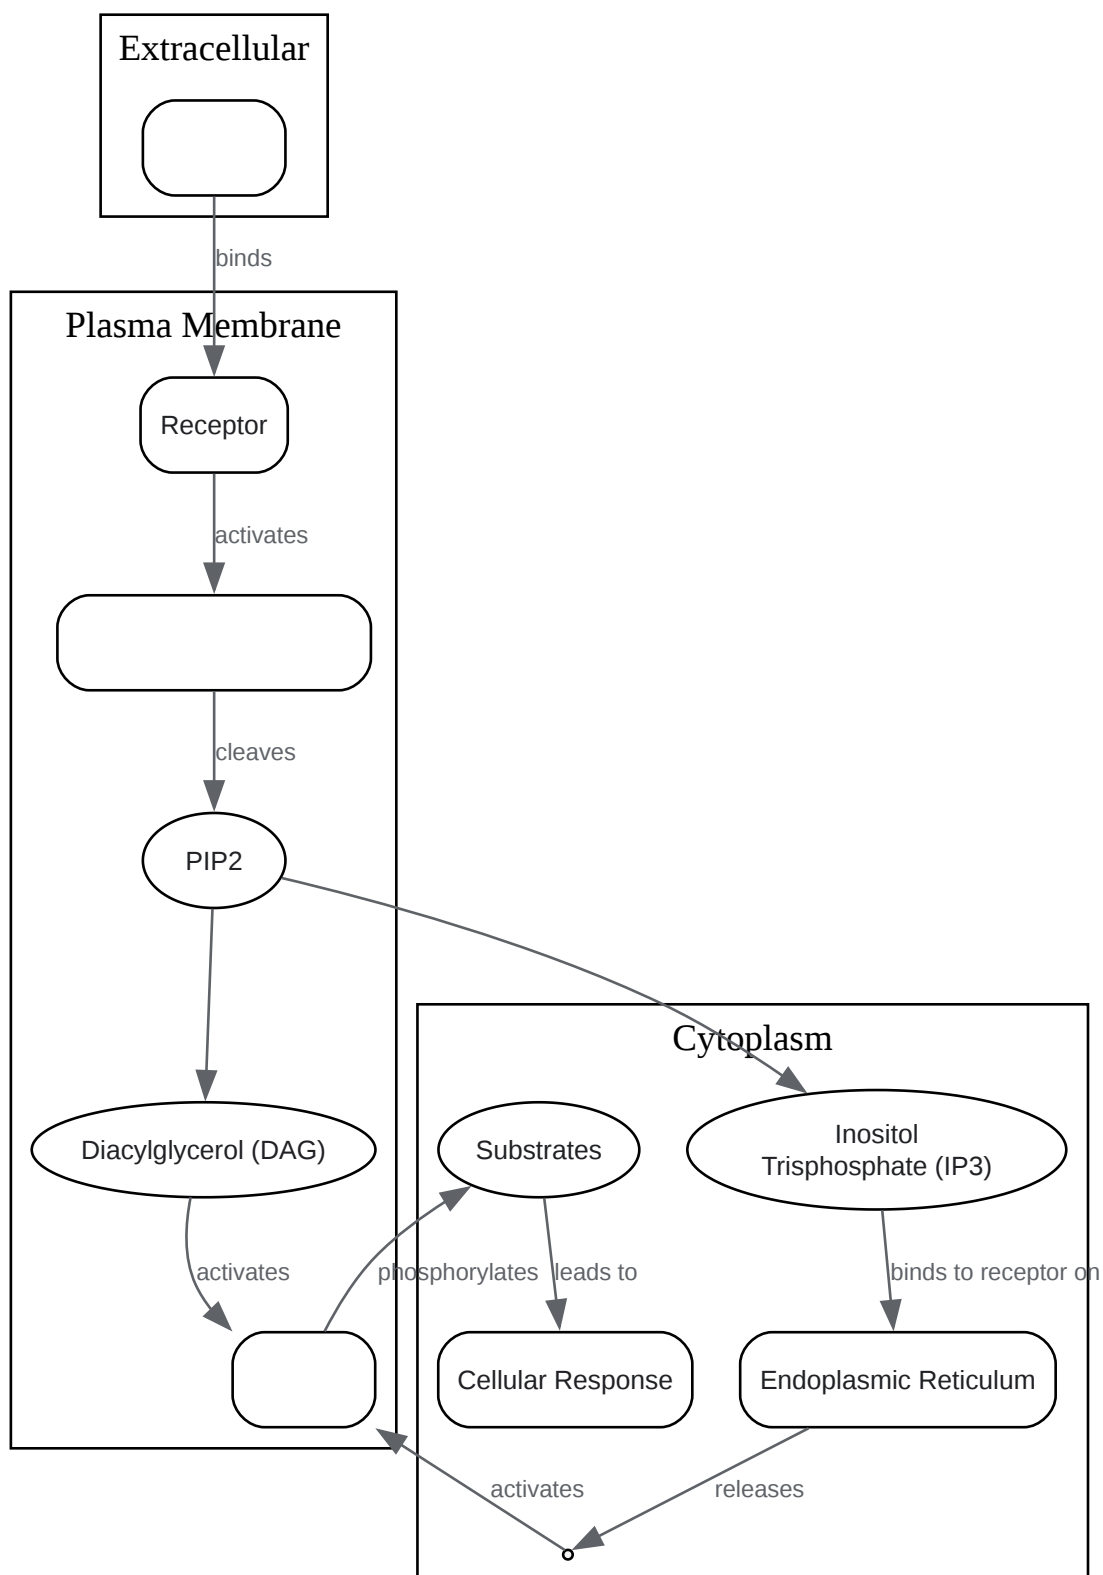 Extracellular
binds
Plasma Membrane
Receptor
activates
cleaves
PIP2
Cytoplasm
Diacylglycerol (DAG)
Substrates
Inositol
Trisphosphate (IP3)
activates
phosphorylates
leads to
binds to receptor on
Cellular Response
Endoplasmic Reticulum
activates
releases